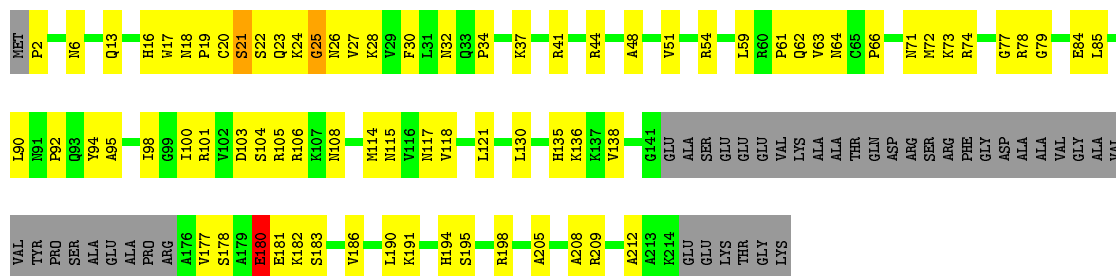 MET P2 N6 Q13 H16 W17 N18 P19 C20 S21 S22 Q23 K24 G25 N26 V27 K28 V29 F30 L31 N32 Q33 P34 K37 R41 R44 A48 V51 R54 L59 M60 P61 Q62 V63 N64 C65 P66 N71 M72 K73 R74 G77 R78 G79 E84 L85
L90 N91 P92 Q93 Y94 A95 I98 G99 I100 R101 V102 D103 S104 R105 R106 K107 N108 M114 N115 V116 N117 V118 L121 L130 H135 K136 K137 V138 G141 GLU ALA SER GLU GLU GLU VAL LYS ALA ALA THR GLN ASP ARG SER ARG PHE GLY ASP ALA ALA VAL GLY ALA VAL
VAL TYR PRO SER ALA GLU ALA PRO ARG A176 V177 S178 A179 E180 E181 K182 S183 V186 L190 K191 H194 S195 R198 A205 A208 R209 A212 A213 K214 GLU GLU LYS THR GLY LYS